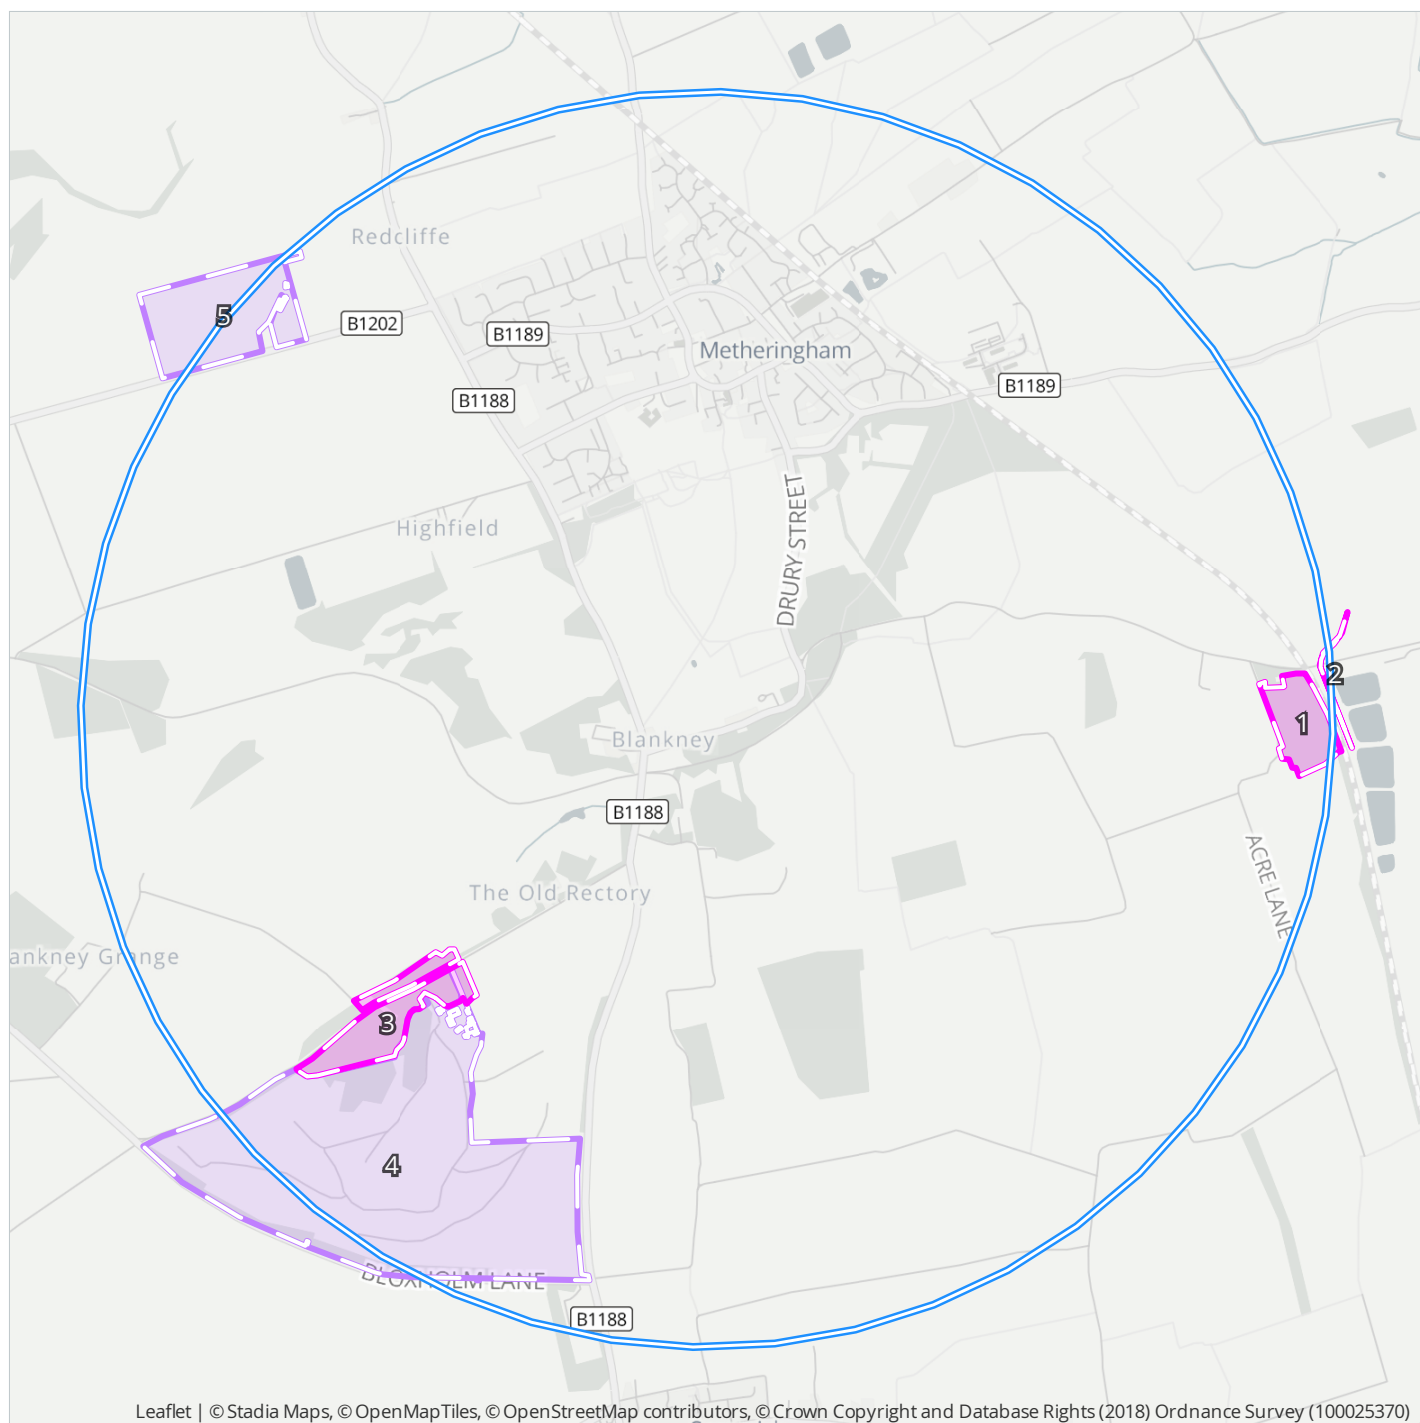 Redcliffe
5
B1202
B1189
Metheringham
B1189
B1188
DRURY STREET
Highfield
2
1
Blankney
B1188
ACRE LANE
The Old Rectory
ankney Grange
3
4
BLOXHOLM LANE
B1188
Leaflet | © Stadia Maps, © OpenMapTiles, © OpenStreetMap contributors, © Crown Copyright and Database Rights (2018) Ordnance Survey (100025370)